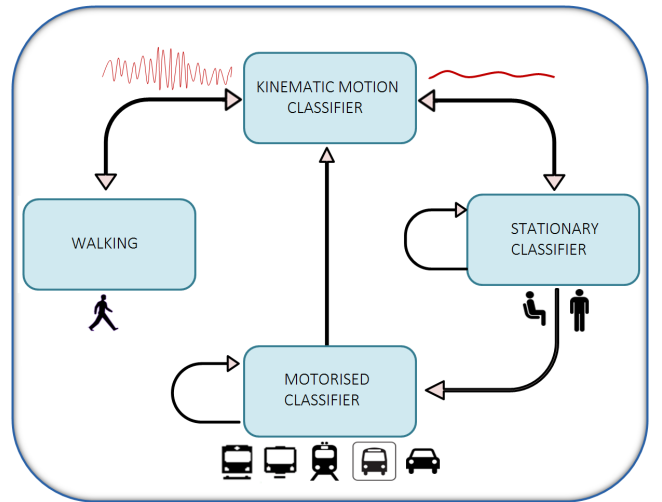 KINEMATIC MOTION
CLASSIFIER
WALKING
STATIONARY
CLASSIFIER
MOTORISED
CLASSIFIER